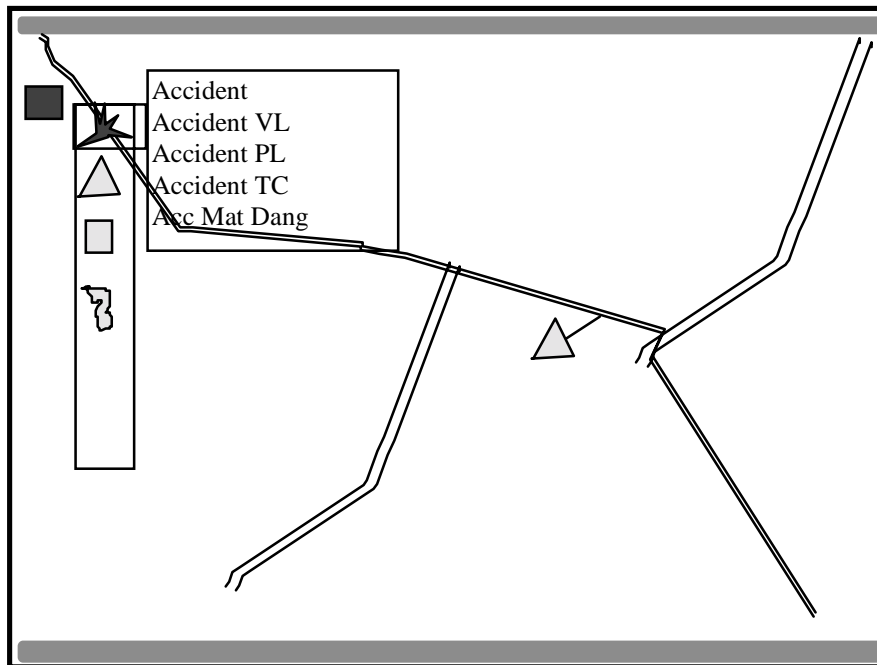 Accident
Accident VL
Accident PL
Accident TC
Acc Mat Dang